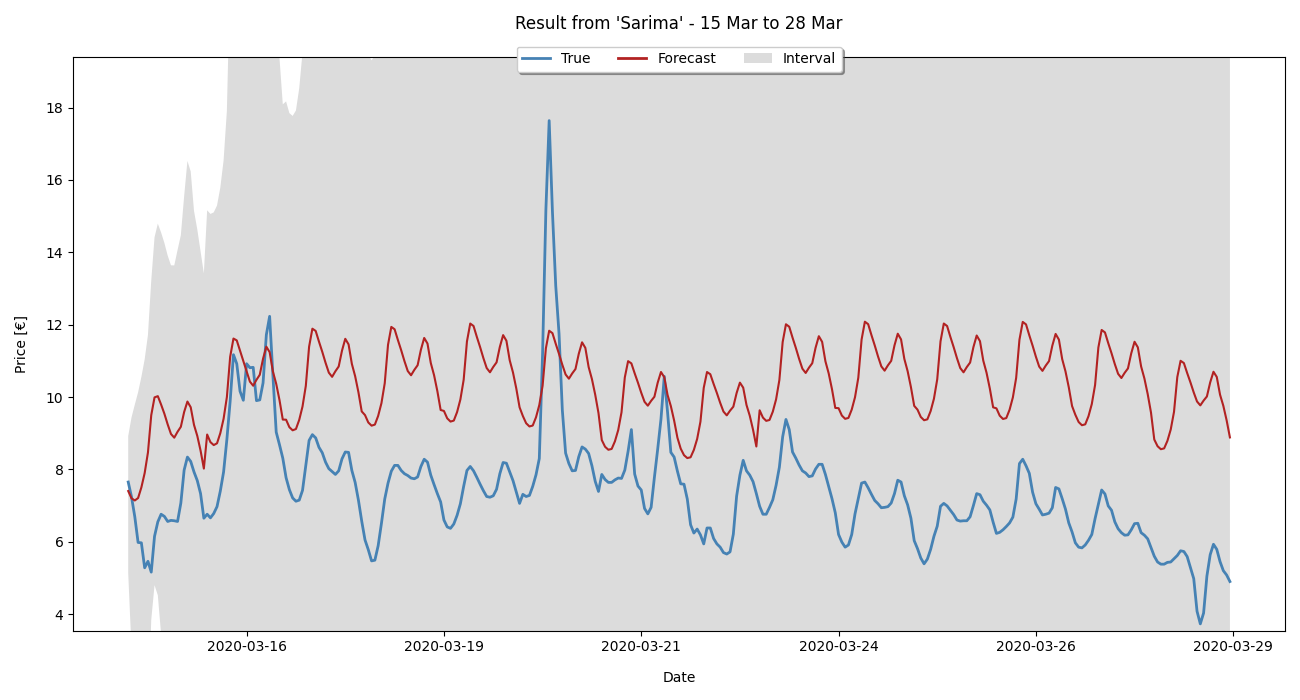 Result from 'Sarima' - 15 Mar to 28 Mar
True Forecast Interval
Price [€]
18
16
14
12
10
8
6
4
2020-03-16 2020-03-19 2020-03-21 2020-03-24 2020-03-26 2020-03-29
Date